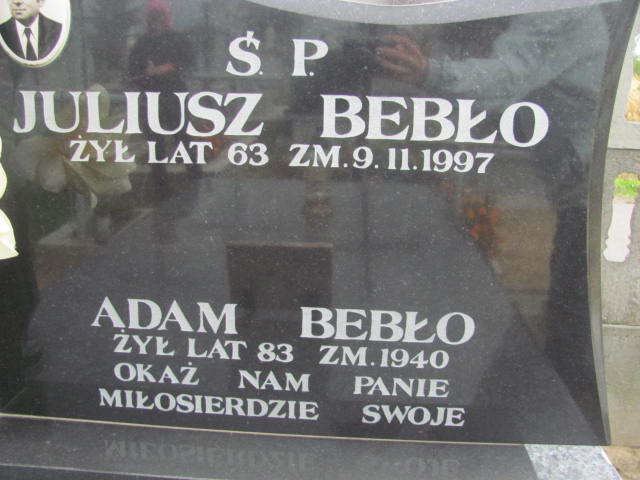 Ś. P.
JULIUSZ BEBŁO
ŻYŁ LAT 63 ZM. 9. 11. 1997
ADAM BEBŁO
ŻYŁ LAT 83 ZM. 1940
OKAŻ NAM PANIE
MIŁOSIERDZIE SWOJE